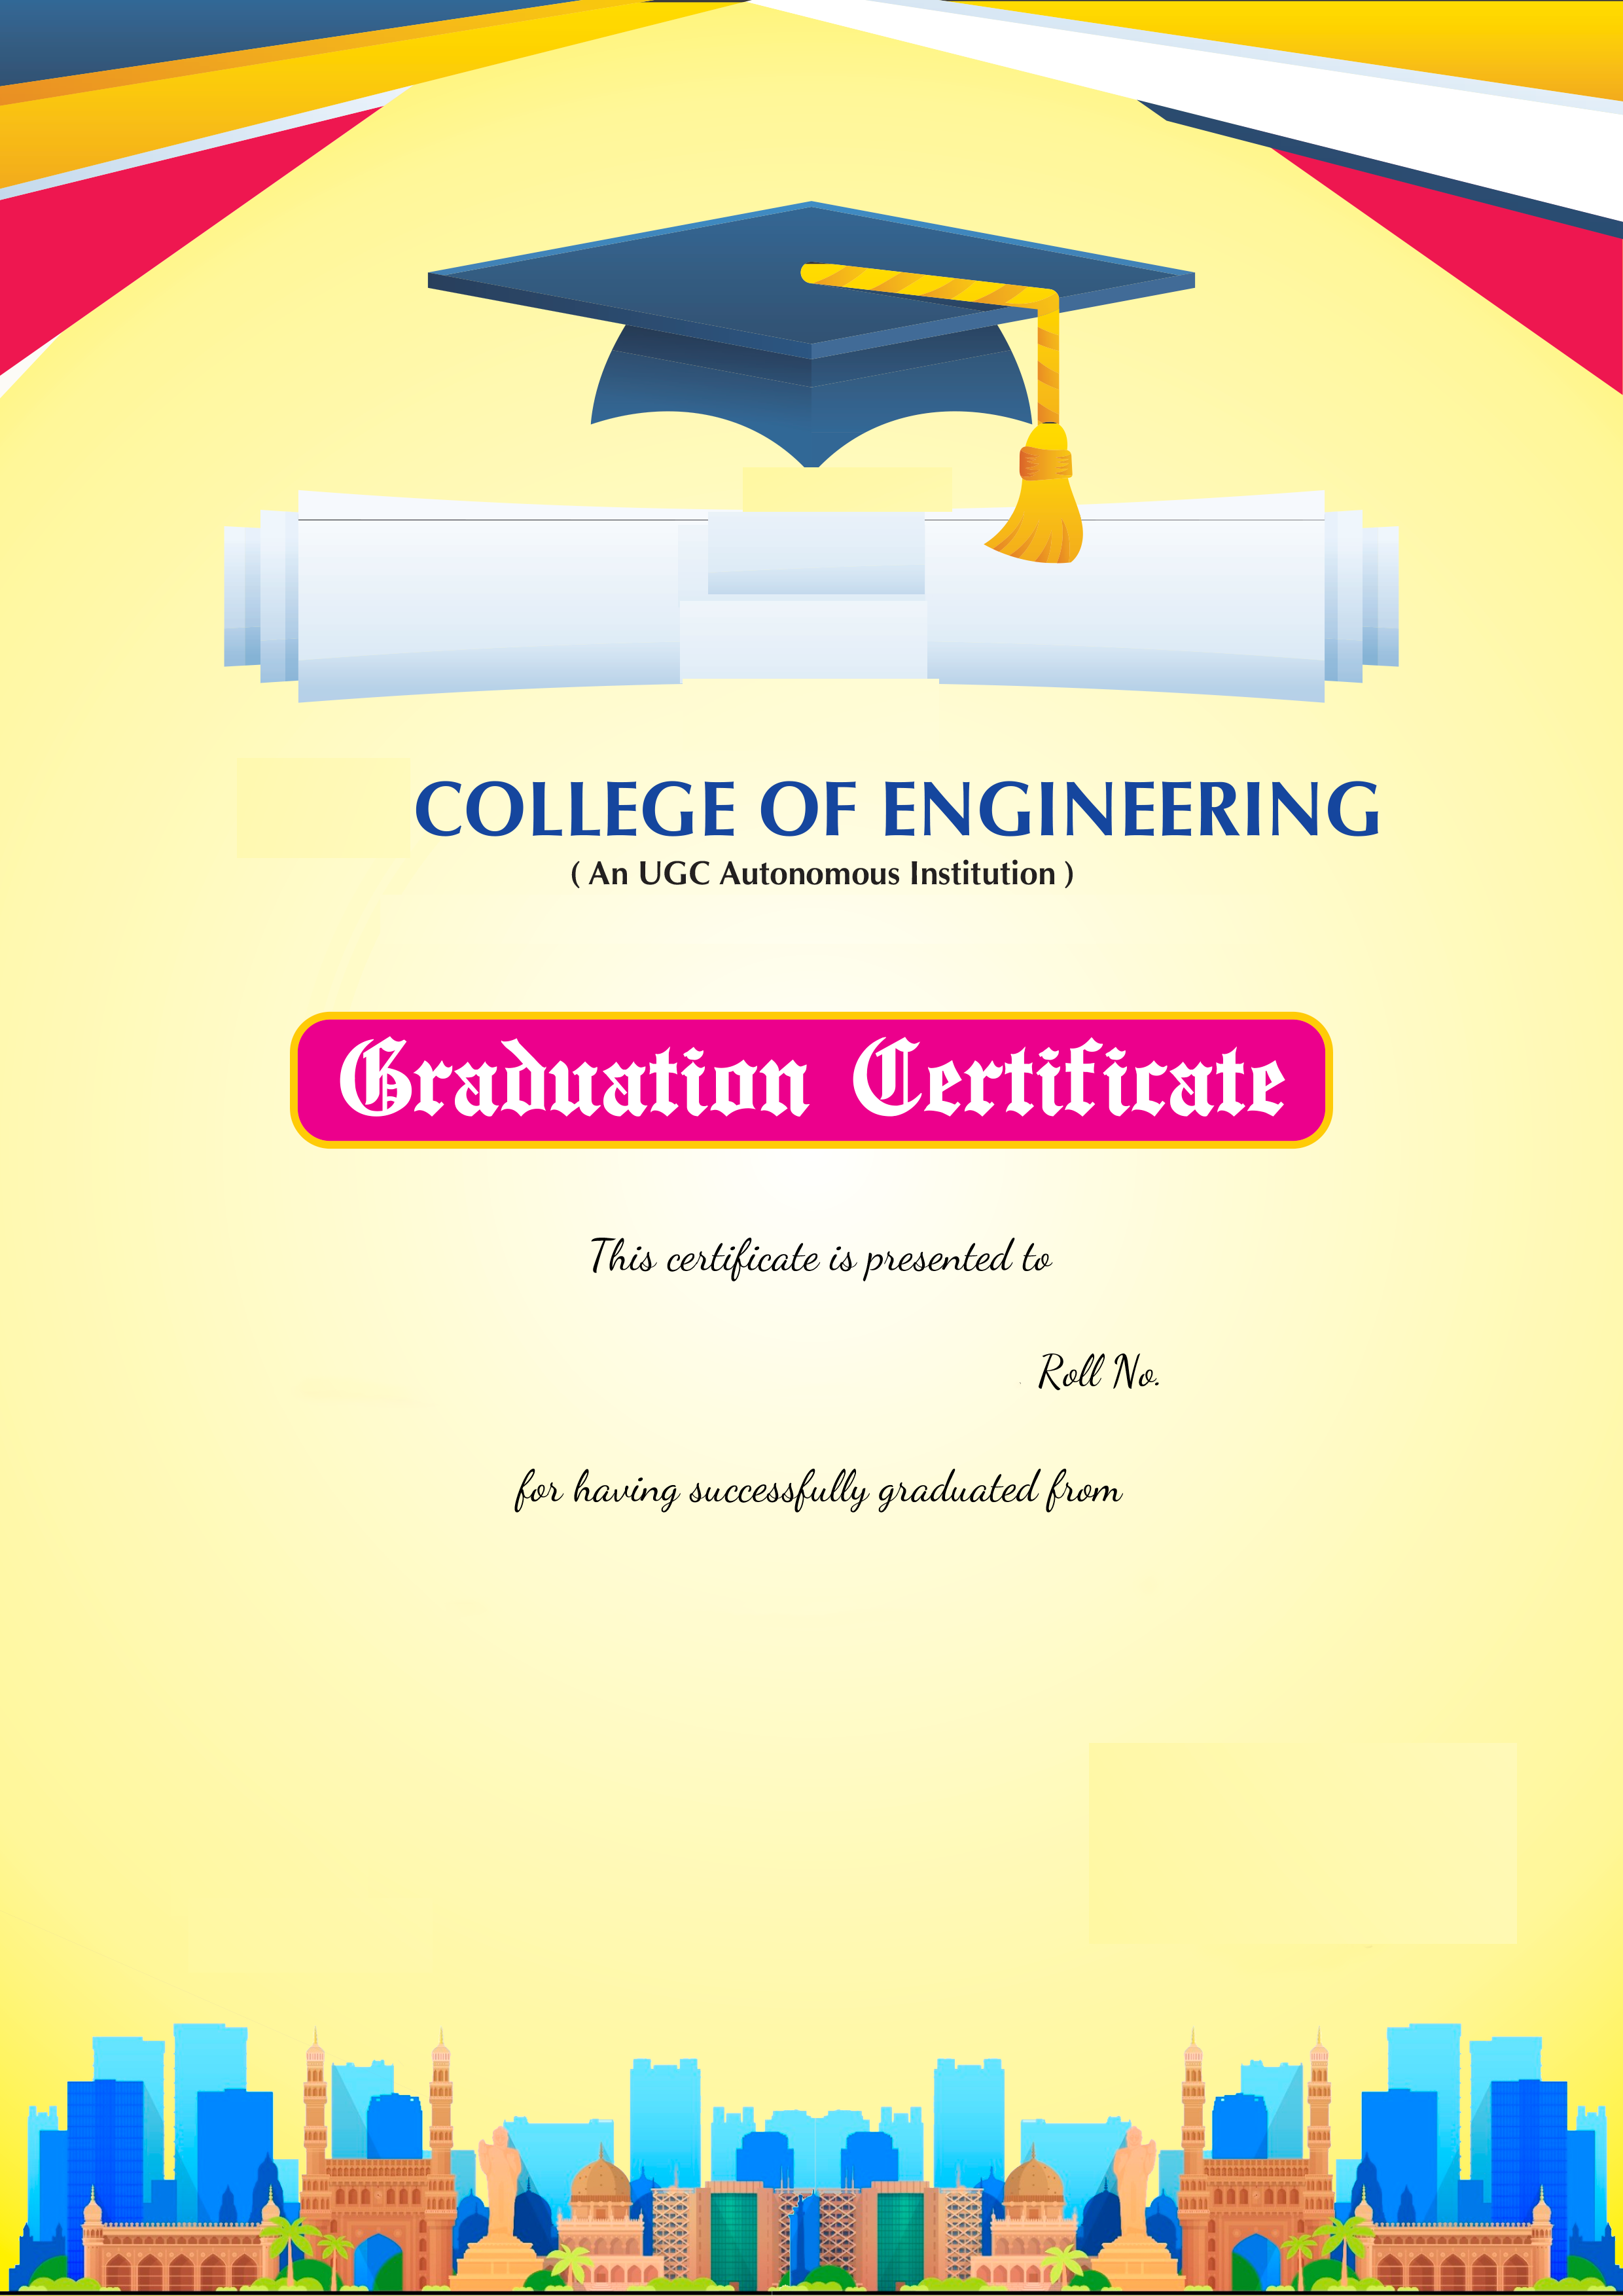 COLLEGE OF ENGINEERING
( An UGC Autonomous Institution )
Graduation Certificate
This certificate is presented to
Roll No.
for having successfully graduated from